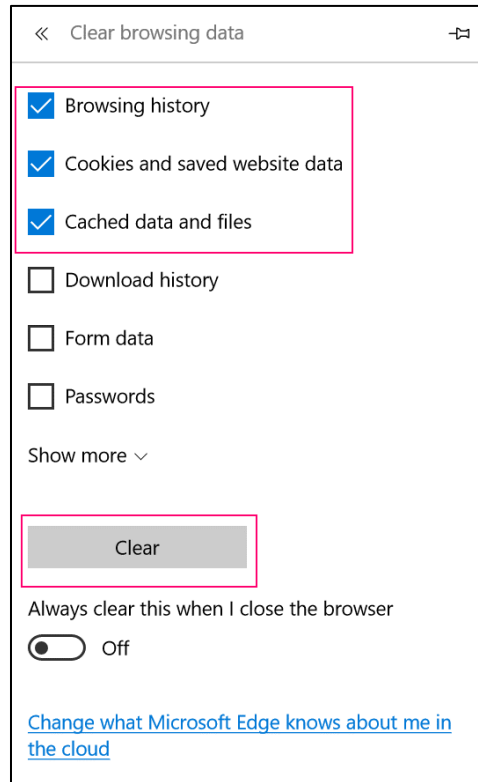 Clear browsing data
Browsing history
Cookies and saved website data
Cached data and files
Download history
Form data
Passwords
Show more
Clear
Always clear this when I close the browser
Off
Change what Microsoft Edge knows about me in
the cloud